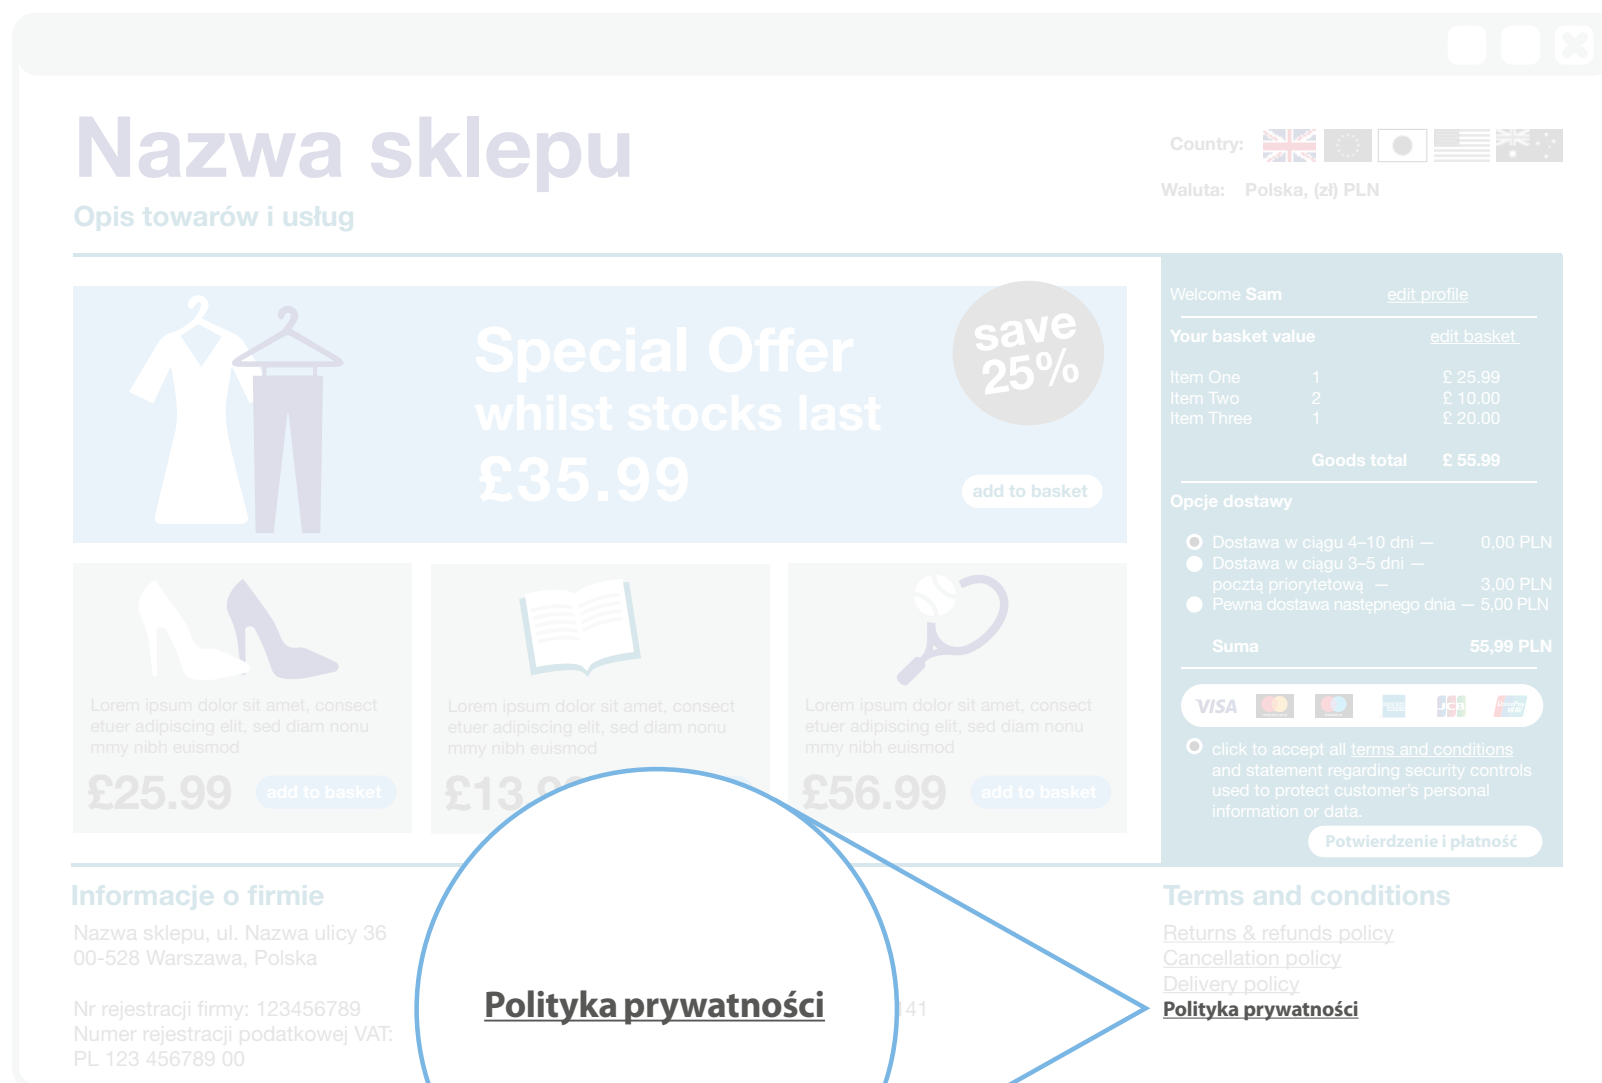 Nazwa sklepu
Opis towarów i usług
Country:
Waluta: Polska, (zł) PLN
Special Offer
whilst stocks last
£35.99
save
25%
add to basket
Lorem ipsum dolor sit amet, consect
etuer adipiscing elit, sed diam nonu
mmy nibh euismod
£25.99 add to basket
Lorem ipsum dolor sit amet, consect
etuer adipiscing elit, sed diam nonu
mmy nibh euismod
£13.99
Lorem ipsum dolor sit amet, consect
etuer adipiscing elit, sed diam nonu
mmy nibh euismod
£56.99 add to basket
Welcome Sam edit profile
Your basket value edit basket
Item One 1 £ 25.99
Item Two 2 £ 10.00
Item Three 1 £ 20.00
Goods total £ 55.99
Opcje dostawy
Dostawa w ciągu 4–10 dni — 0,00 PLN
Dostawa w ciągu 3–5 dni —
pocztą priorytetową — 3,00 PLN
Pewna dostawa następnego dnia — 5,00 PLN
Suma 55,99 PLN
VISA JCB UnionPay
click to accept all terms and conditions
and statement regarding security controls
used to protect customer's personal
information or data.
Potwierdzenie i płatność
Informacje o firmie
Nazwa sklepu, ul. Nazwa ulicy 36
00-528 Warszawa, Polska
Nr rejestracji firmy: 123456789
Numer rejestracji podatkowej VAT:
PL 123 456789 00
Polityka prywatności
141
Terms and conditions
Returns & refunds policy
Cancellation policy
Delivery policy
Polityka prywatności